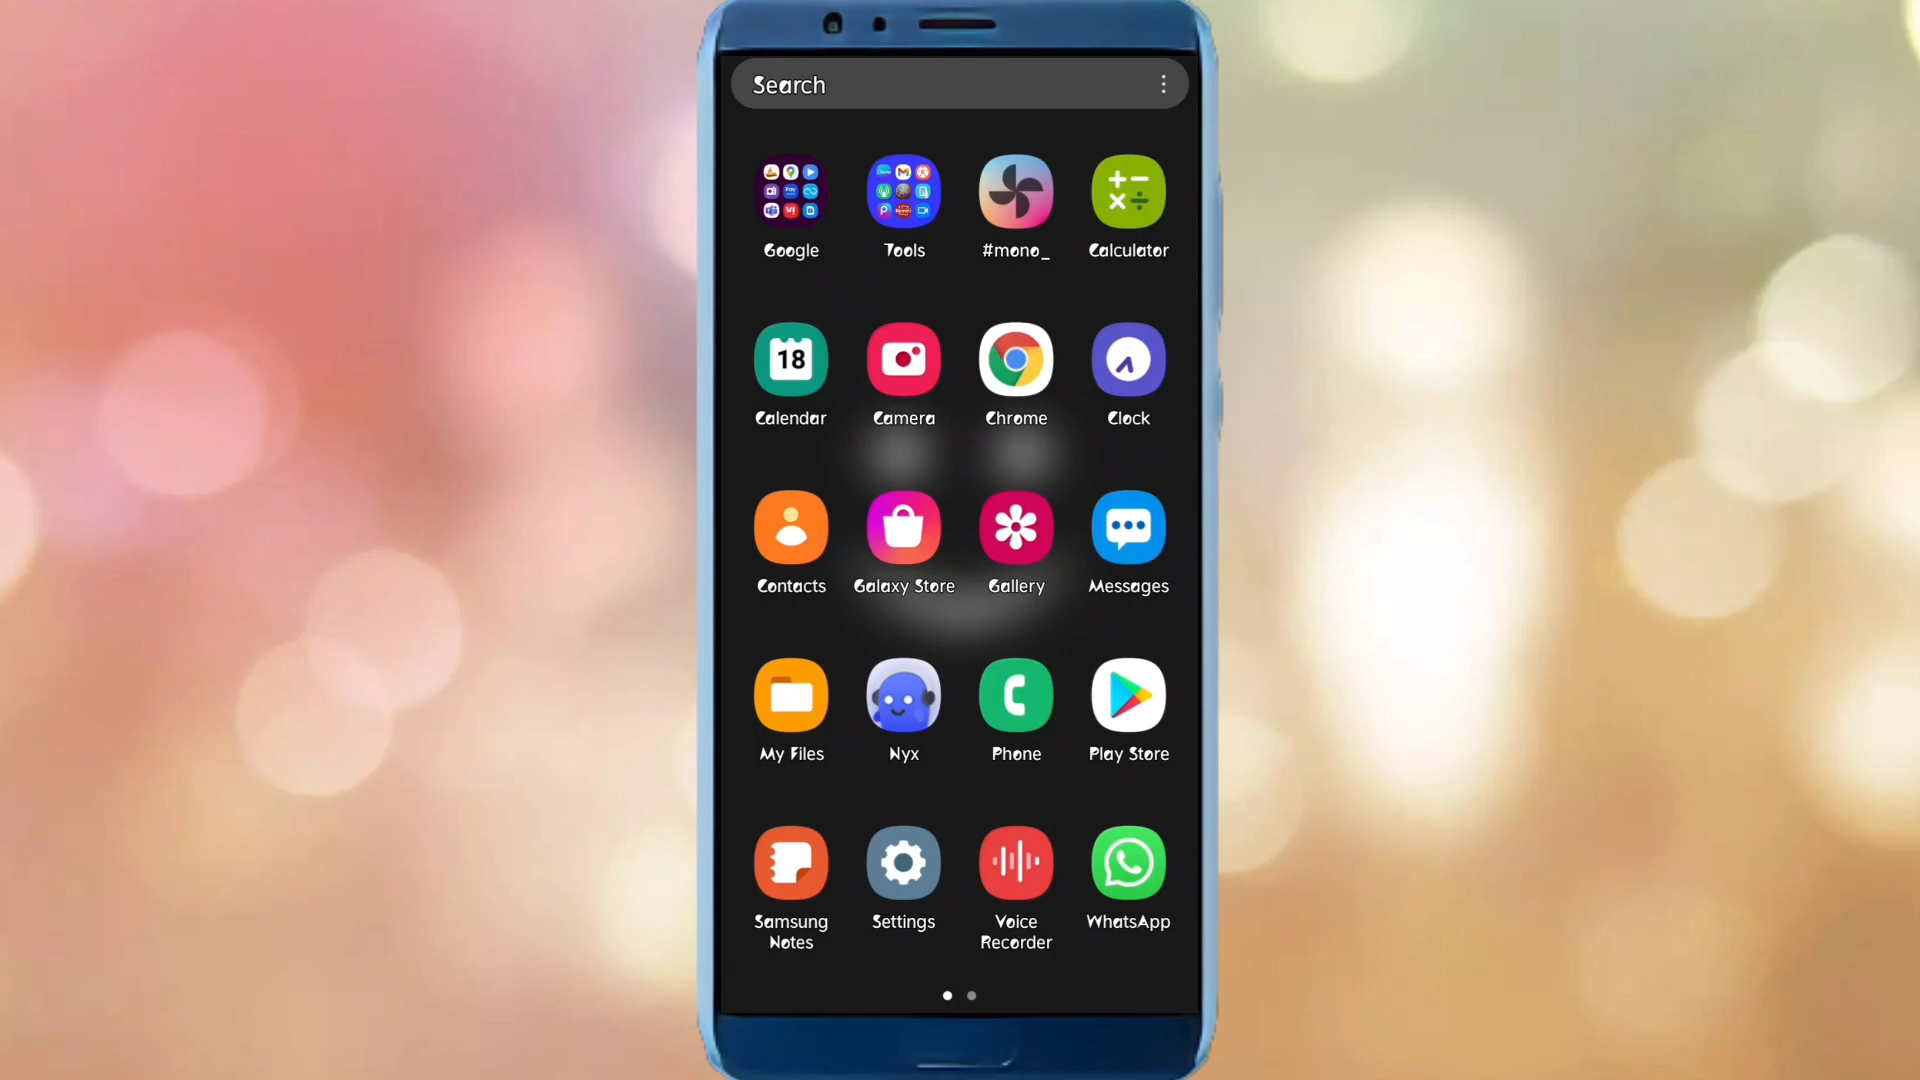 Search
Google
Tools
#mono_
Calculator
18
Calendar
Camera
Chrome
Clock
Contacts
Galaxy Store
Gallery
Messages
My Files
Nyx
Phone
Play Store
Samsung
Notes
Settings
Voice
Recorder
WhatsApp